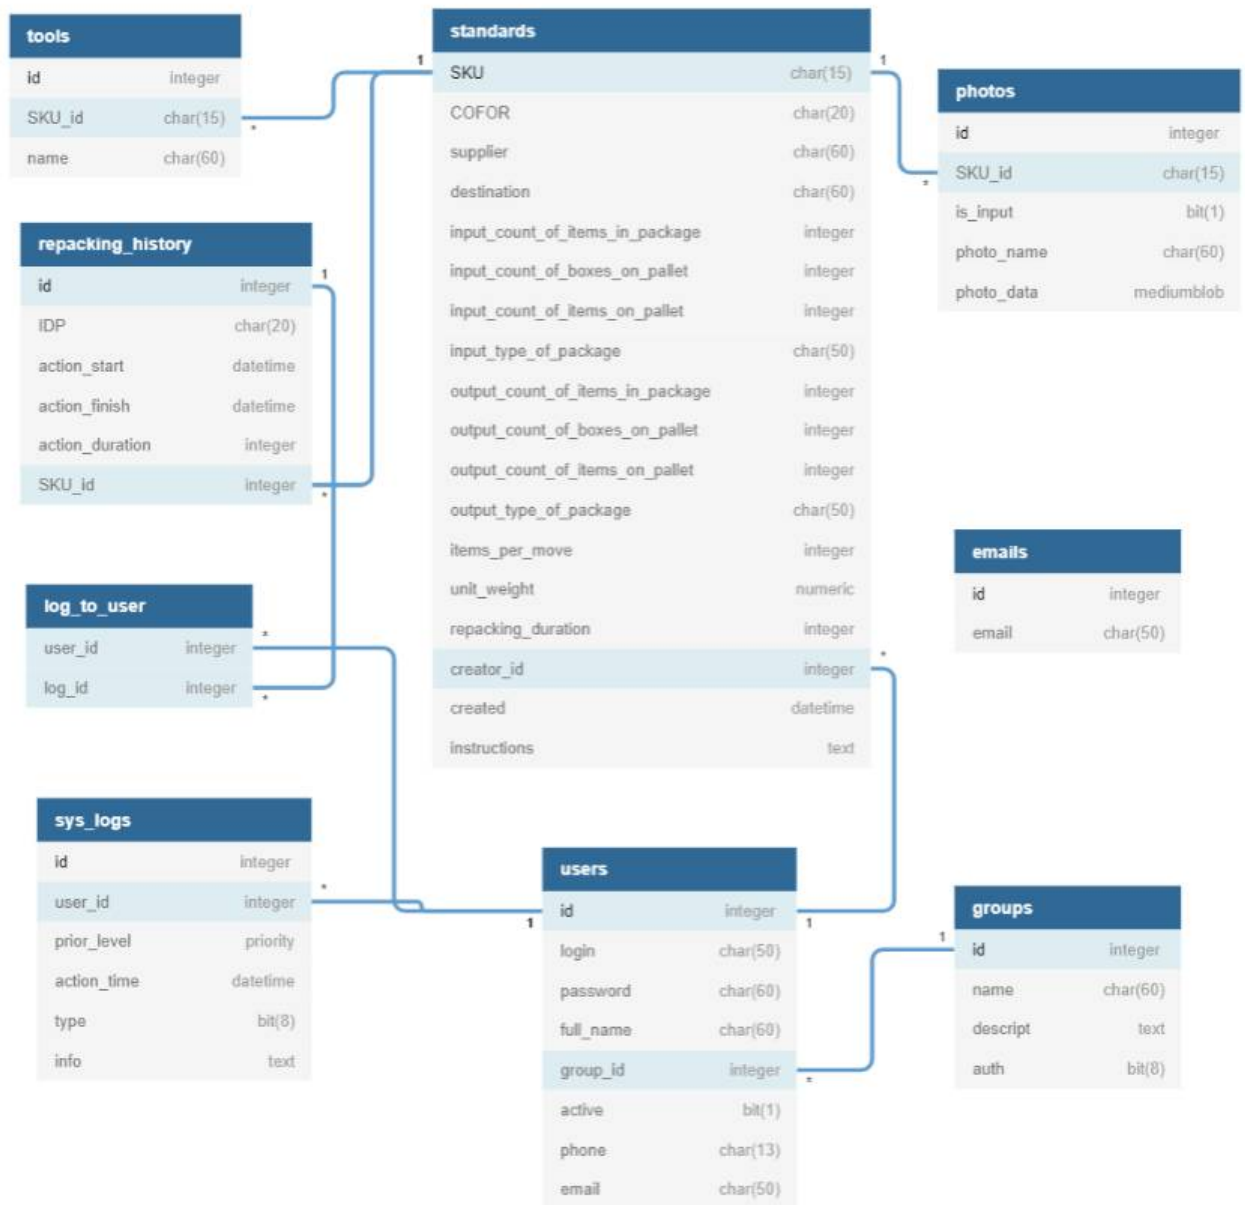 tools
id integer
SKU_id char(15)
name char(60)
1
*
repacking_history
id integer
IDP char(20)
action_start datetime
action_finish datetime
action_duration integer
SKU_id integer
1
*
log_to_user
user_id integer
log_id integer
*
*
sys_logs
id integer
user_id integer
prior_level priority
action_time datetime
type bit(8)
info text
*
standards
SKU char(15)
COFOR char(20)
supplier char(60)
destination char(60)
input_count_of_items_in_package integer
input_count_of_boxes_on_pallet integer
input_count_of_items_on_pallet integer
input_type_of_package char(50)
output_count_of_items_in_package integer
output_count_of_boxes_on_pallet integer
output_count_of_items_on_pallet integer
output_type_of_package char(50)
items_per_move integer
unit_weight numeric
repacking_duration integer
creator_id integer
created datetime
instructions text
1
*
users
id integer
login char(50)
password char(60)
full_name char(60)
group_id integer
active bit(1)
phone char(13)
email char(50)
1
1
*
photos
id integer
SKU_id char(15)
is_input bit(1)
photo_name char(60)
photo_data mediumblob
*
emails
id integer
email char(50)
groups
id integer
name char(60)
descript text
auth bit(8)
1